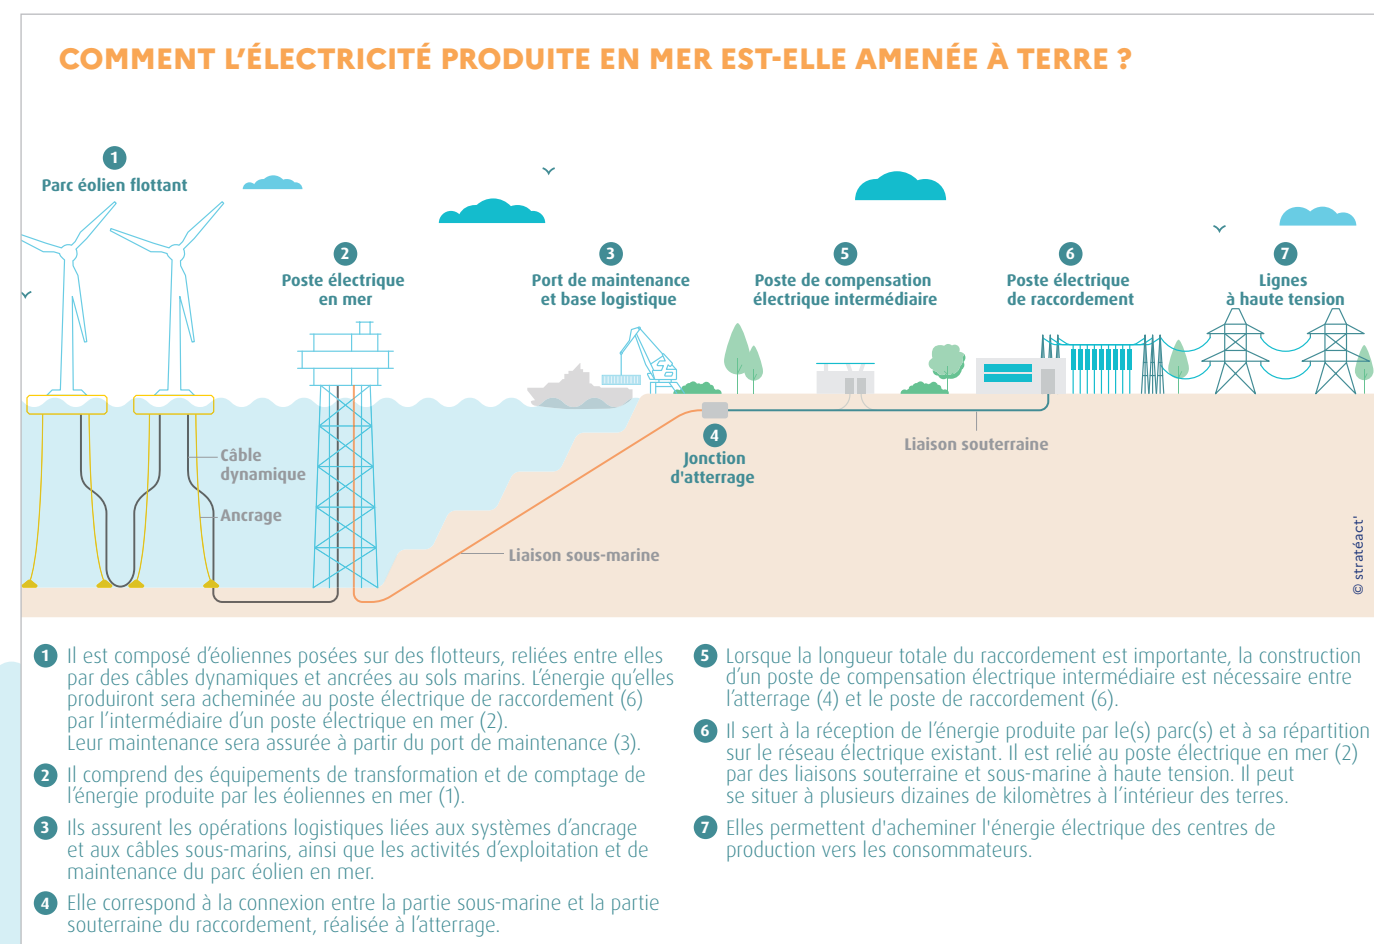 COMMENT L’ÉLECTRICITÉ PRODUITE EN MER EST-ELLE AMENÉE À TERRE ?
1
Parc éolien flottant
2
Poste électrique
en mer
3
Port de maintenance
et base logistique
5
Poste de compensation
électrique intermédiaire
6
Poste électrique
de raccordement
7
Lignes
à haute tension
4
Jonction
d'atterrage
Liaison souterraine
Câble
dynamique
Ancrage
Liaison sous-marine
© stratéact'
1 Il est composé d’éoliennes posées sur des flotteurs, reliées entre elles
par des câbles dynamiques et ancrées au sols marins. L’énergie qu’elles
produiront sera acheminée au poste électrique de raccordement (6)
par l’intermédiaire d’un poste électrique en mer (2).
Leur maintenance sera assurée à partir du port de maintenance (3).
2 Il comprend des équipements de transformation et de comptage de
l’énergie produite par les éoliennes en mer (1).
3 Ils assurent les opérations logistiques liées aux systèmes d’ancrage
et aux câbles sous-marins, ainsi que les activités d’exploitation et de
maintenance du parc éolien en mer.
4 Elle correspond à la connexion entre la partie sous-marine et la partie
souterraine du raccordement, réalisée à l’atterrage.
5 Lorsque la longueur totale du raccordement est importante, la construction
d’un poste de compensation électrique intermédiaire est nécessaire entre
l’atterrage (4) et le poste de raccordement (6).
6 Il sert à la réception de l’énergie produite par le(s) parc(s) et à sa répartition
sur le réseau électrique existant. Il est relié au poste électrique en mer (2)
par des liaisons souterraine et sous-marine à haute tension. Il peut
se situer à plusieurs dizaines de kilomètres à l’intérieur des terres.
7 Elles permettent d'acheminer l'énergie électrique des centres de
production vers les consommateurs.